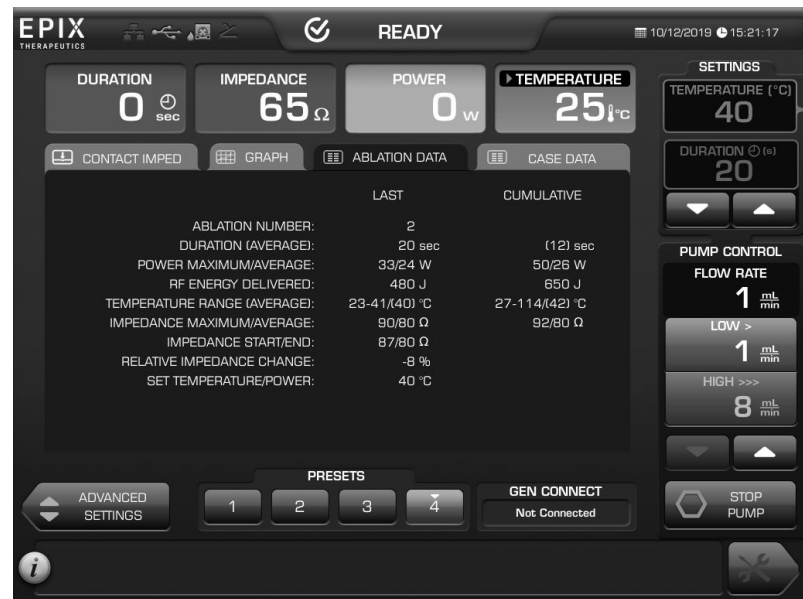 EPIX
THERAPEUTICS
READY
10/12/2019 15:21:17
DURATION
0 sec
IMPEDANCE
65 Ω
POWER
0 W
TEMPERATURE
25 °C
SETTINGS
TEMPERATURE (°C)
40
DURATION (s)
20
CONTACT IMPED
GRAPH
ABLATION DATA
CASE DATA
LAST CUMULATIVE
ABLATION NUMBER: 2
DURATION (AVERAGE): 20 sec (12) sec
POWER MAXIMUM/AVERAGE: 33/24 W 50/26 W
RF ENERGY DELIVERED: 480 J 650 J
TEMPERATURE RANGE (AVERAGE): 23-41/(40) °C 27-114/(42) °C
IMPEDANCE MAXIMUM/AVERAGE: 90/80 Ω 92/80 Ω
IMPEDANCE START/END: 87/80 Ω
RELATIVE IMPEDANCE CHANGE: -8 %
SET TEMPERATURE/POWER: 40 °C
PUMP CONTROL
FLOW RATE
1 mL/min
LOW >
1 mL/min
HIGH >>>
8 mL/min
STOP
PUMP
ADVANCED
SETTINGS
PRESETS
1 2 3 4
GEN CONNECT
Not Connected
i